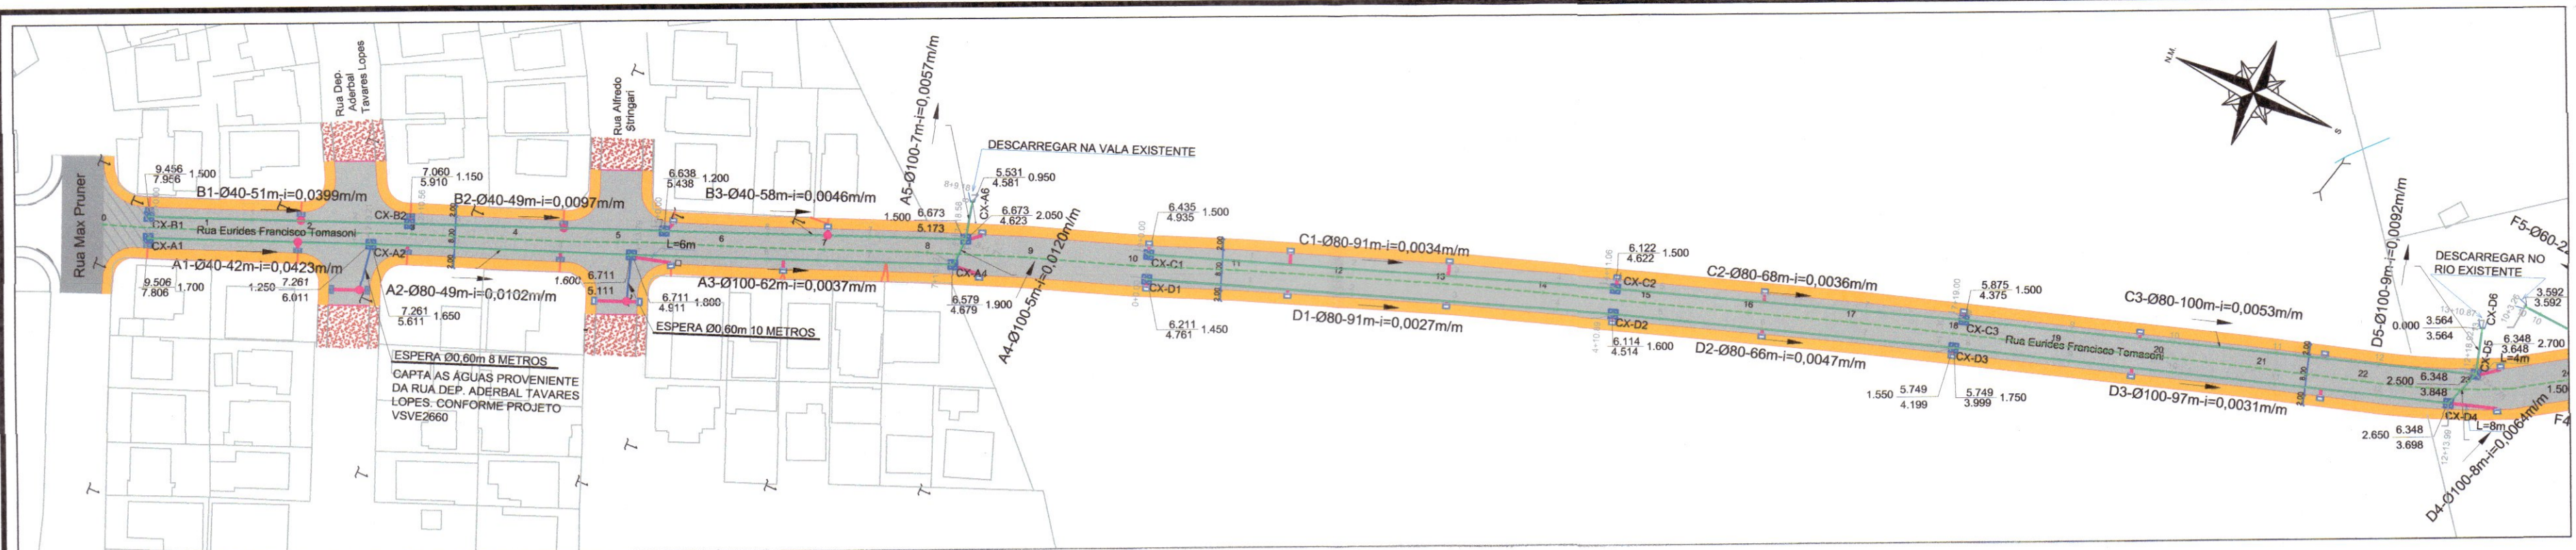 Rua Dep.
Aderbal
Tavares Lopes
Rua Alfredo
Stringari
A5-Ø100-7m-i=0,0057m/m
N.M.
S
DESCARREGAR NA VALA EXISTENTE
Rua Max Pruner
9.456
7.956
1.500
B1-Ø40-51m-i=0,0399m/m
7.060
5.910
1.150
B2-Ø40-49m-i=0,0097m/m
6.638
5.438
1.200
B3-Ø40-58m-i=0,0046m/m
1.500
6.673
5.173
5.531
4.581
0.950
CX-A6
6.673
4.623
2.050
CX-B1
CX-B2
Rua Eurides Francisco Tomasoni
CX-A1
CX-A2
L=6m
CX-A4
A1-Ø40-42m-i=0,0423m/m
9.506
7.806
1.700
1.250
7.261
6.011
A2-Ø80-49m-i=0,0102m/m
7.261
5.611
1.650
1.600
6.711
5.111
A3-Ø100-62m-i=0,0037m/m
6.711
4.911
1.800
6.579
4.679
1.900
A4-Ø100-5m-i=0,0120m/m
ESPERA Ø0,60m 10 METROS
ESPERA Ø0,60m 8 METROS
CAPTA AS ÁGUAS PROVENIENTE
DA RUA DEP. ADERBAL TAVARES
LOPES. CONFORME PROJETO
VSVE2660
6.435
4.935
1.500
CX-C1
CX-D1
6.211
4.761
1.450
C1-Ø80-91m-i=0,0034m/m
D1-Ø80-91m-i=0,0027m/m
6.122
4.622
1.500
CX-C2
CX-D2
6.114
4.514
1.600
C2-Ø80-68m-i=0,0036m/m
D2-Ø80-66m-i=0,0047m/m
5.875
4.375
1.500
CX-C3
CX-D3
Rua Eurides Francisco Tomasoni
1.550
5.749
4.199
5.749
3.999
1.750
C3-Ø80-100m-i=0,0053m/m
D3-Ø100-97m-i=0,0031m/m
D5-Ø100-9m-i=0,0092m/m
F5-Ø60-2
DESCARREGAR NO
RIO EXISTENTE
0.000
3.564
3.564
CX-D6
3.592
3.592
CX-D5
6.348
3.648
2.700
L=4m
2.500
6.348
3.848
CX-D4
L=8m
2.650
6.348
3.698
1.50
F4
D4-Ø100-8m-i=0,0064m/m